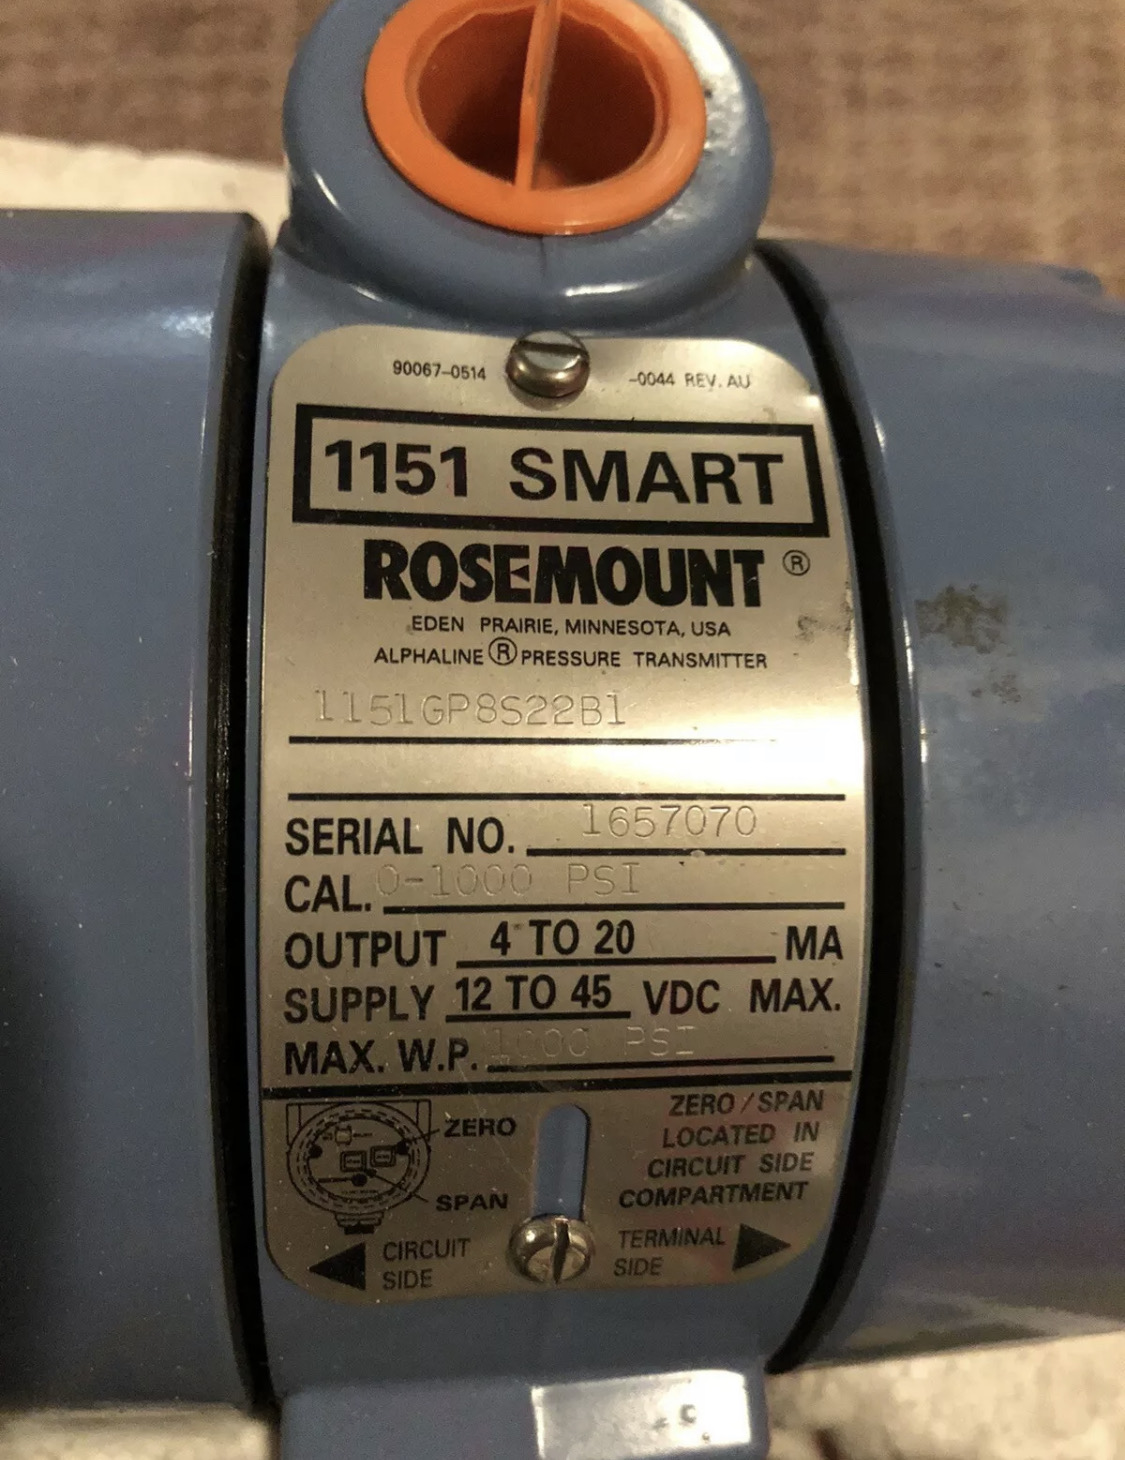 90067-0514 -0044 REV. AU
1151 SMART
ROSEMOUNT ®
EDEN PRAIRIE, MINNESOTA, USA
ALPHALINE ® PRESSURE TRANSMITTER
1151GP8S22B1
SERIAL NO. 1657070
CAL. 0-1000 PSI
OUTPUT 4 TO 20 MA
SUPPLY 12 TO 45 VDC MAX.
MAX. W.P. 1000 PSI
ZERO
SPAN
ZERO/SPAN
LOCATED IN
CIRCUIT SIDE
COMPARTMENT
CIRCUIT
SIDE
TERMINAL
SIDE